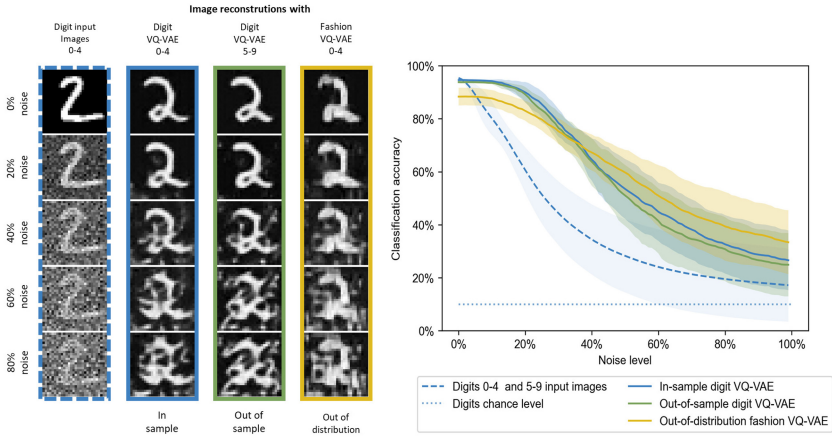 Image reconstrutions with
Digit input
Images
0-4
Digit
VQ-VAE
0-4
Digit
VQ-VAE
5-9
Fashion
VQ-VAE
0-4
0%
noise
20%
noise
40%
noise
60%
noise
80%
noise
In
sample
Out of
sample
Out of
distribution
100%
80%
60%
40%
20%
0%
Classification accuracy
0% 20% 40% 60% 80% 100%
Noise level
Digits 0-4 and 5-9 input images
Digits chance level
In-sample digit VQ-VAE
Out-of-sample digit VQ-VAE
Out-of-distribution fashion VQ-VAE